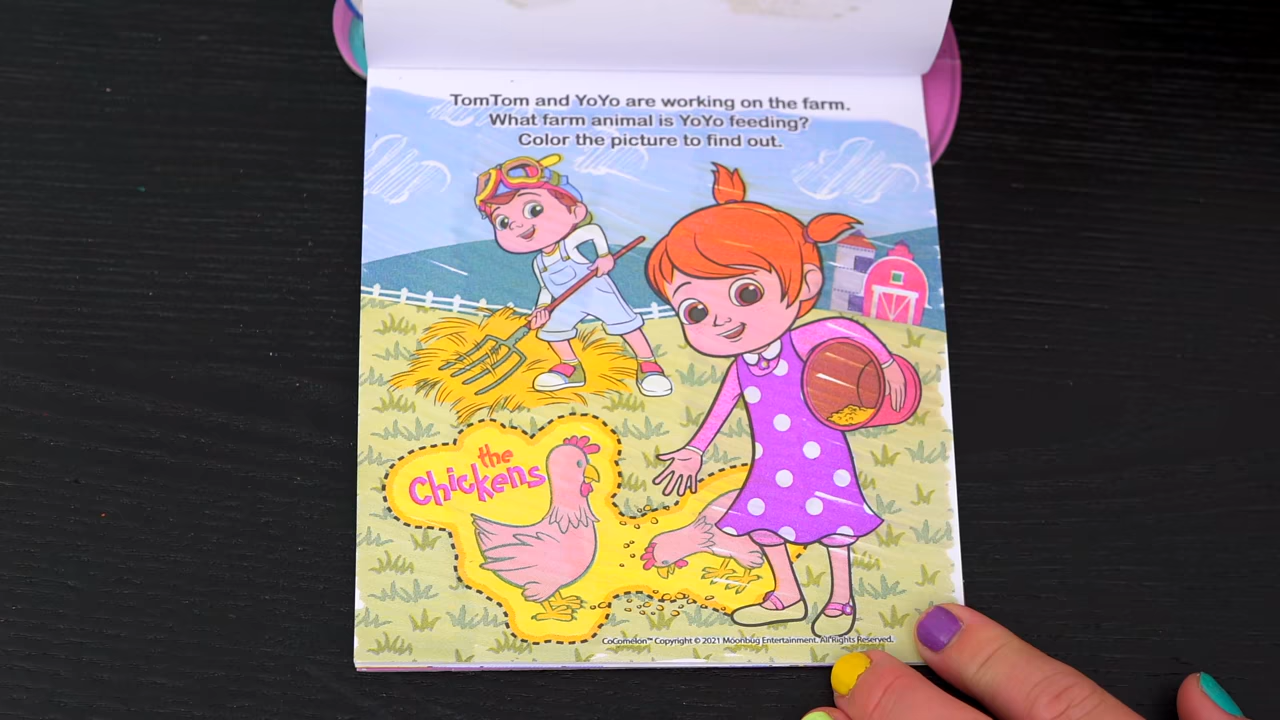 TomTom and YoYo are working on the farm.
What farm animal is YoYo feeding?
Color the picture to find out.
the
Chickens
CoComelon™ Copyright © 2021 Moonbug Entertainment. All Rights Reserved.